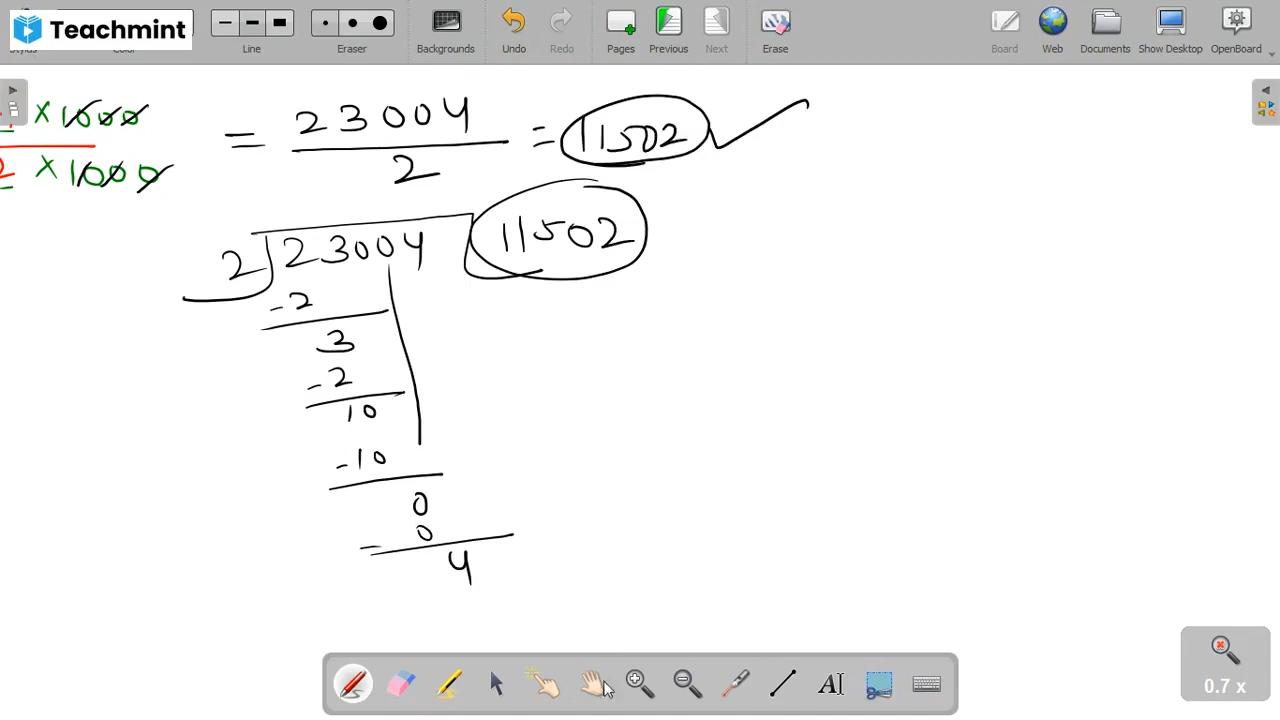 Teachmint
Line
Eraser
Backgrounds
Undo
Redo
Pages
Previous
Next
Erase
Board
Web
Documents
Show Desktop
OpenBoard
× 1000
× 1000
= 23004 / 2 = 11502 ✓
2 ) 23004 ( 11502
- 2
3
- 2
10
- 10
0
= 0
4
0.7 x